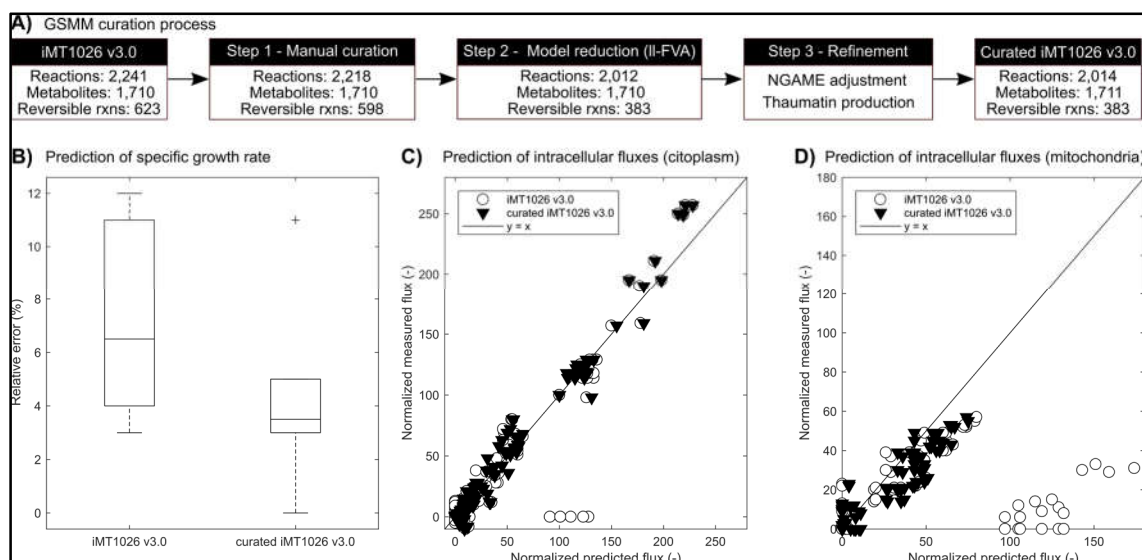 A) GSMM curation process
iMT1026 v3.0
Reactions: 2,241
Metabolites: 1,710
Reversible rxns: 623
Step 1 - Manual curation
Reactions: 2,218
Metabolites: 1,710
Reversible rxns: 598
Step 2 - Model reduction (ll-FVA)
Reactions: 2,012
Metabolites: 1,710
Reversible rxns: 383
Step 3 - Refinement
NGAME adjustment
Thaumatin production
Curated iMT1026 v3.0
Reactions: 2,014
Metabolites: 1,711
Reversible rxns: 383
B) Prediction of specific growth rate
Relative error (%)
12
10
8
6
4
2
0
iMT1026 v3.0
curated iMT1026 v3.0
C) Prediction of intracellular fluxes (citoplasm)
iMT1026 v3.0
curated iMT1026 v3.0
y = x
Normalized measured flux (-)
250
200
150
100
50
0
0 50 100 150 200 250
Normalized predicted flux (-)
D) Prediction of intracellular fluxes (mitochondria)
iMT1026 v3.0
curated iMT1026 v3.0
y = x
Normalized measured flux (-)
180
160
140
120
100
80
60
40
20
0
0 50 100 150
Normalized predicted flux (-)